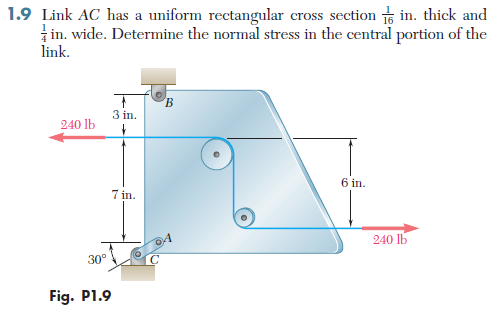 1.9 Link AC has a uniform rectangular cross section 1/16 in. thick and
1/4 in. wide. Determine the normal stress in the central portion of the
link.
B
3 in.
240 lb
6 in.
7 in.
A
240 lb
30°
C
Fig. P1.9